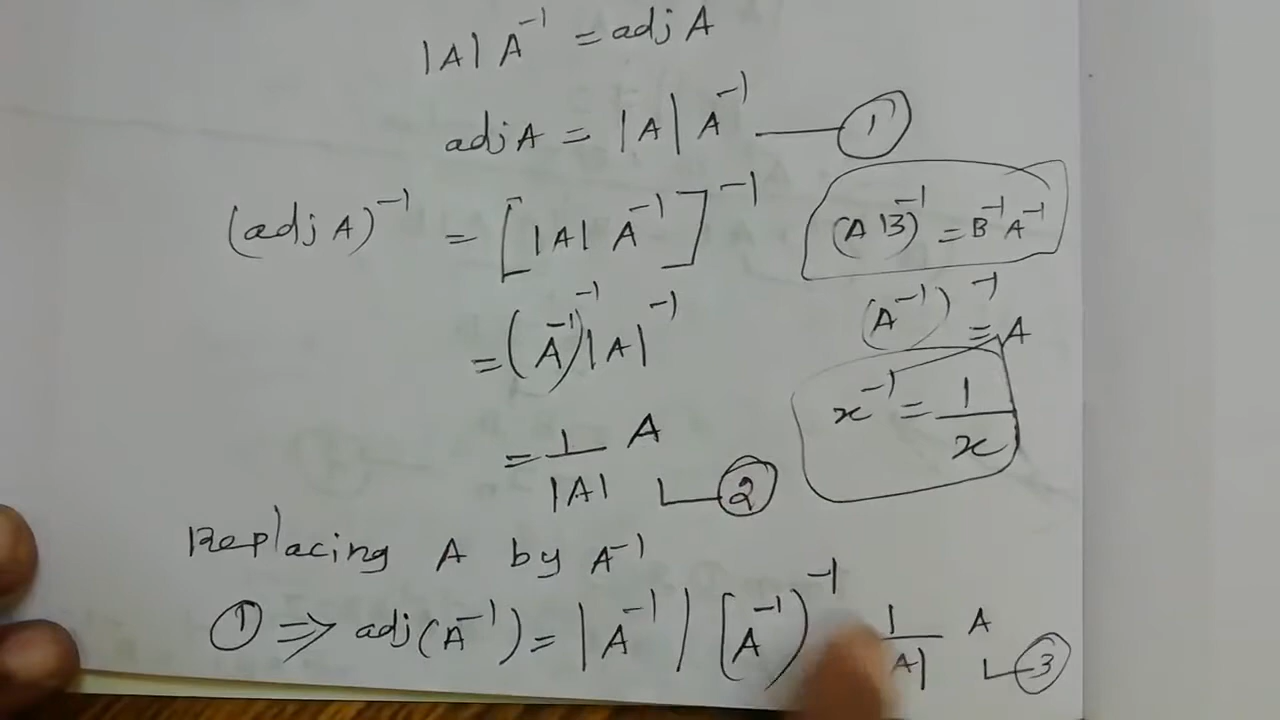 |A| A⁻¹ = adj A
adj A = |A| A⁻¹ —— ①
(adj A)⁻¹ = [|A| A⁻¹]⁻¹
(AB)⁻¹ = B⁻¹A⁻¹
= (A⁻¹)⁻¹ |A|⁻¹
(A⁻¹)⁻¹ = A
x⁻¹ = 1/x
= 1/|A| A —— ②
Replacing A by A⁻¹
① ⇒ adj(A⁻¹) = |A⁻¹| (A⁻¹)⁻¹ 1/|A| A —— ③